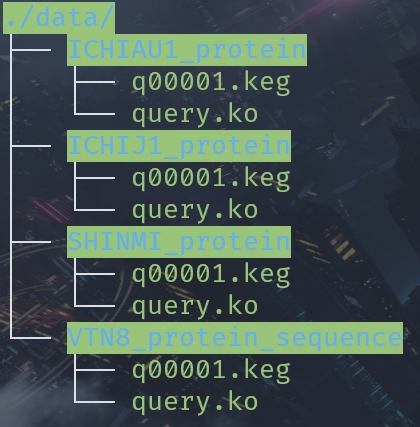 ./data/
ICHIAU1_protein
q00001.keg
query.ko
ICHIJ1_protein
q00001.keg
query.ko
SHINMI_protein
q00001.keg
query.ko
VTN8_protein_sequence
q00001.keg
query.ko